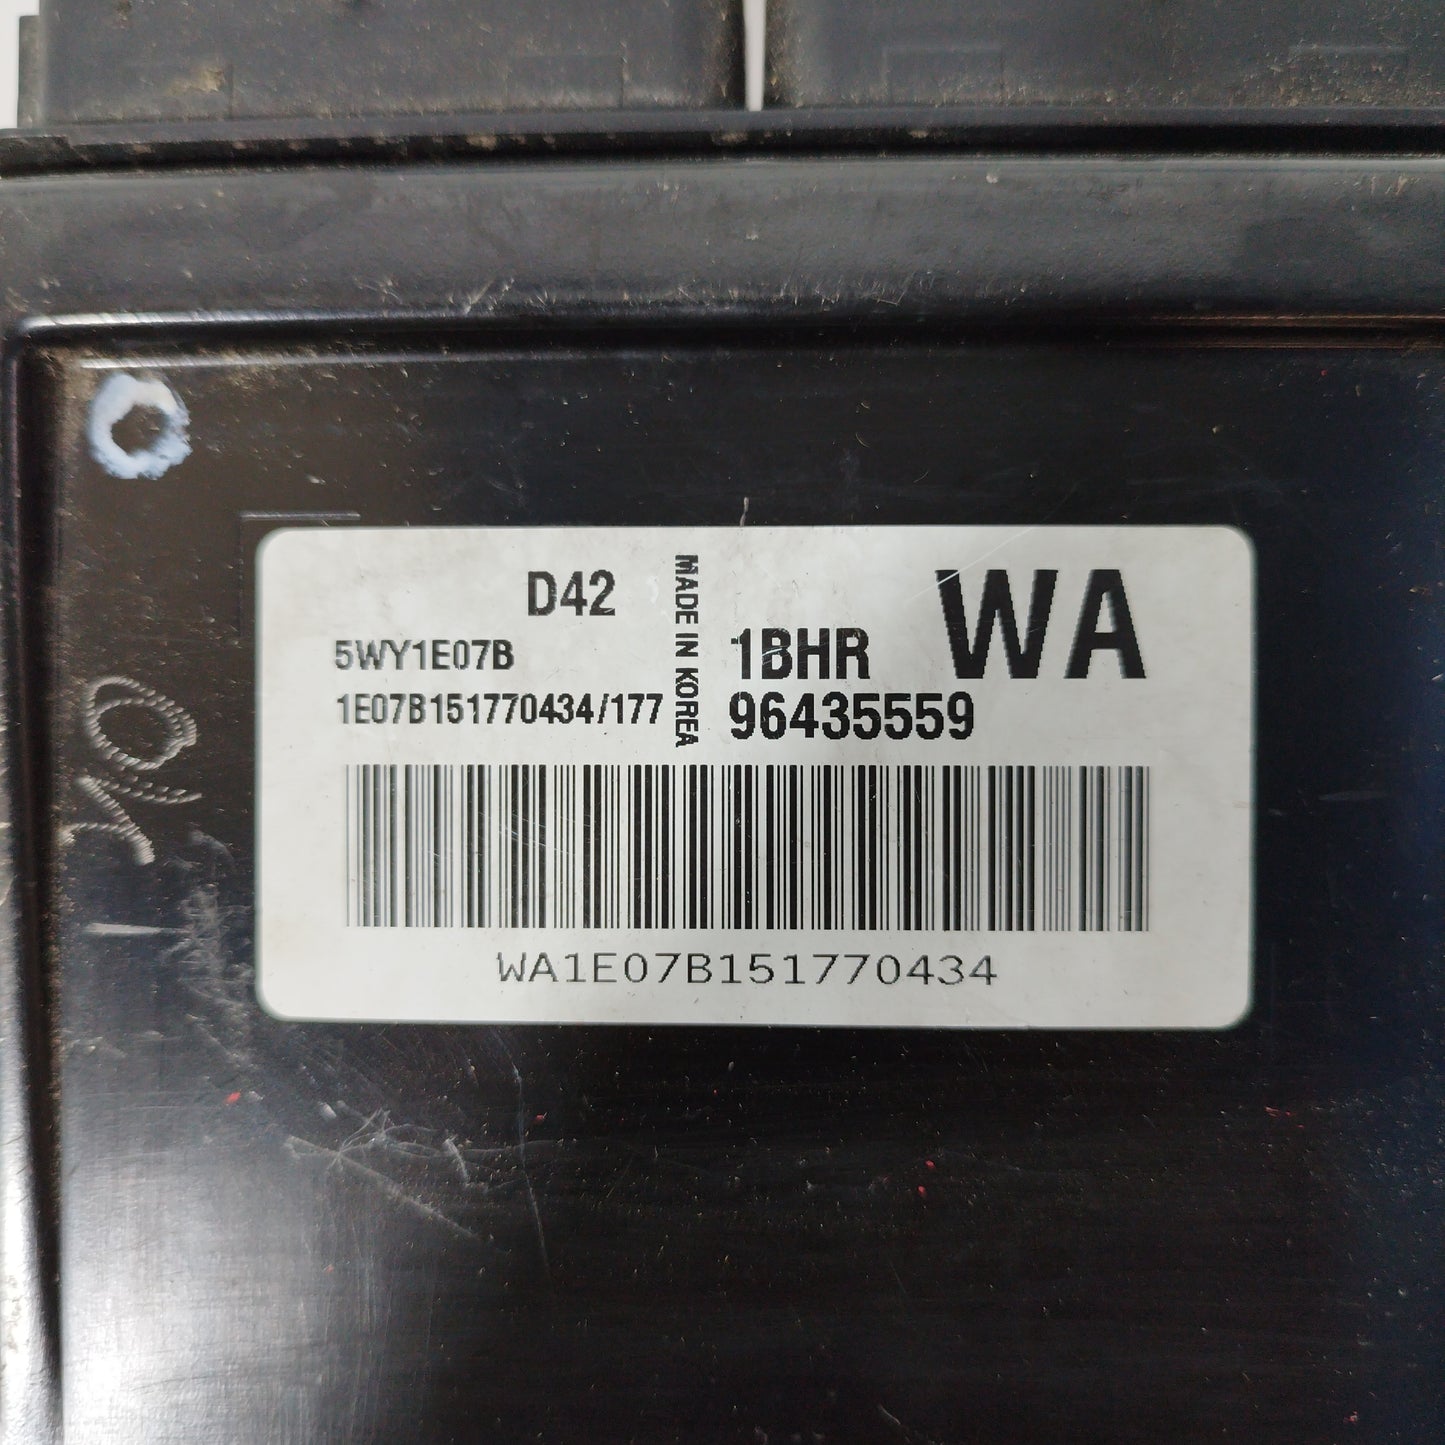 D42
5WY1E07B
1E07B151770434/177
MADE IN KOREA
1BHR WA
96435559
WA1E07B151770434